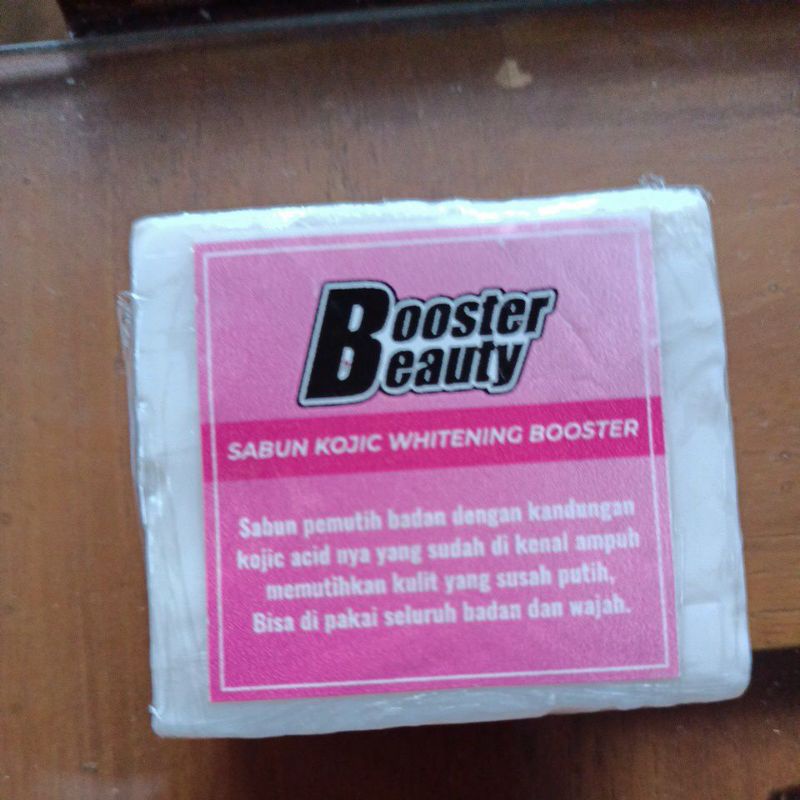 Booster
Beauty
SABUN KOJIC WHITENING BOOSTER
Sabun pemutih badan dengan kandungan
kojic acid nya yang sudah di kenal ampuh
memutihkan kulit yang susah putih,
Bisa di pakai seluruh badan dan wajah.